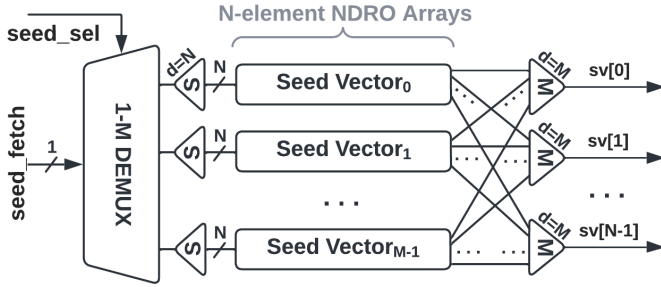 N-element NDRO Arrays
seed_sel
d=N
N
Seed Vector0
d=M
M
sv[0]
S
1-M DEMUX
seed_fetch
1
N
S
Seed Vector1
d=M
M
sv[1]
. . .
. . .
N
S
Seed VectorM-1
d=M
M
sv[N-1]